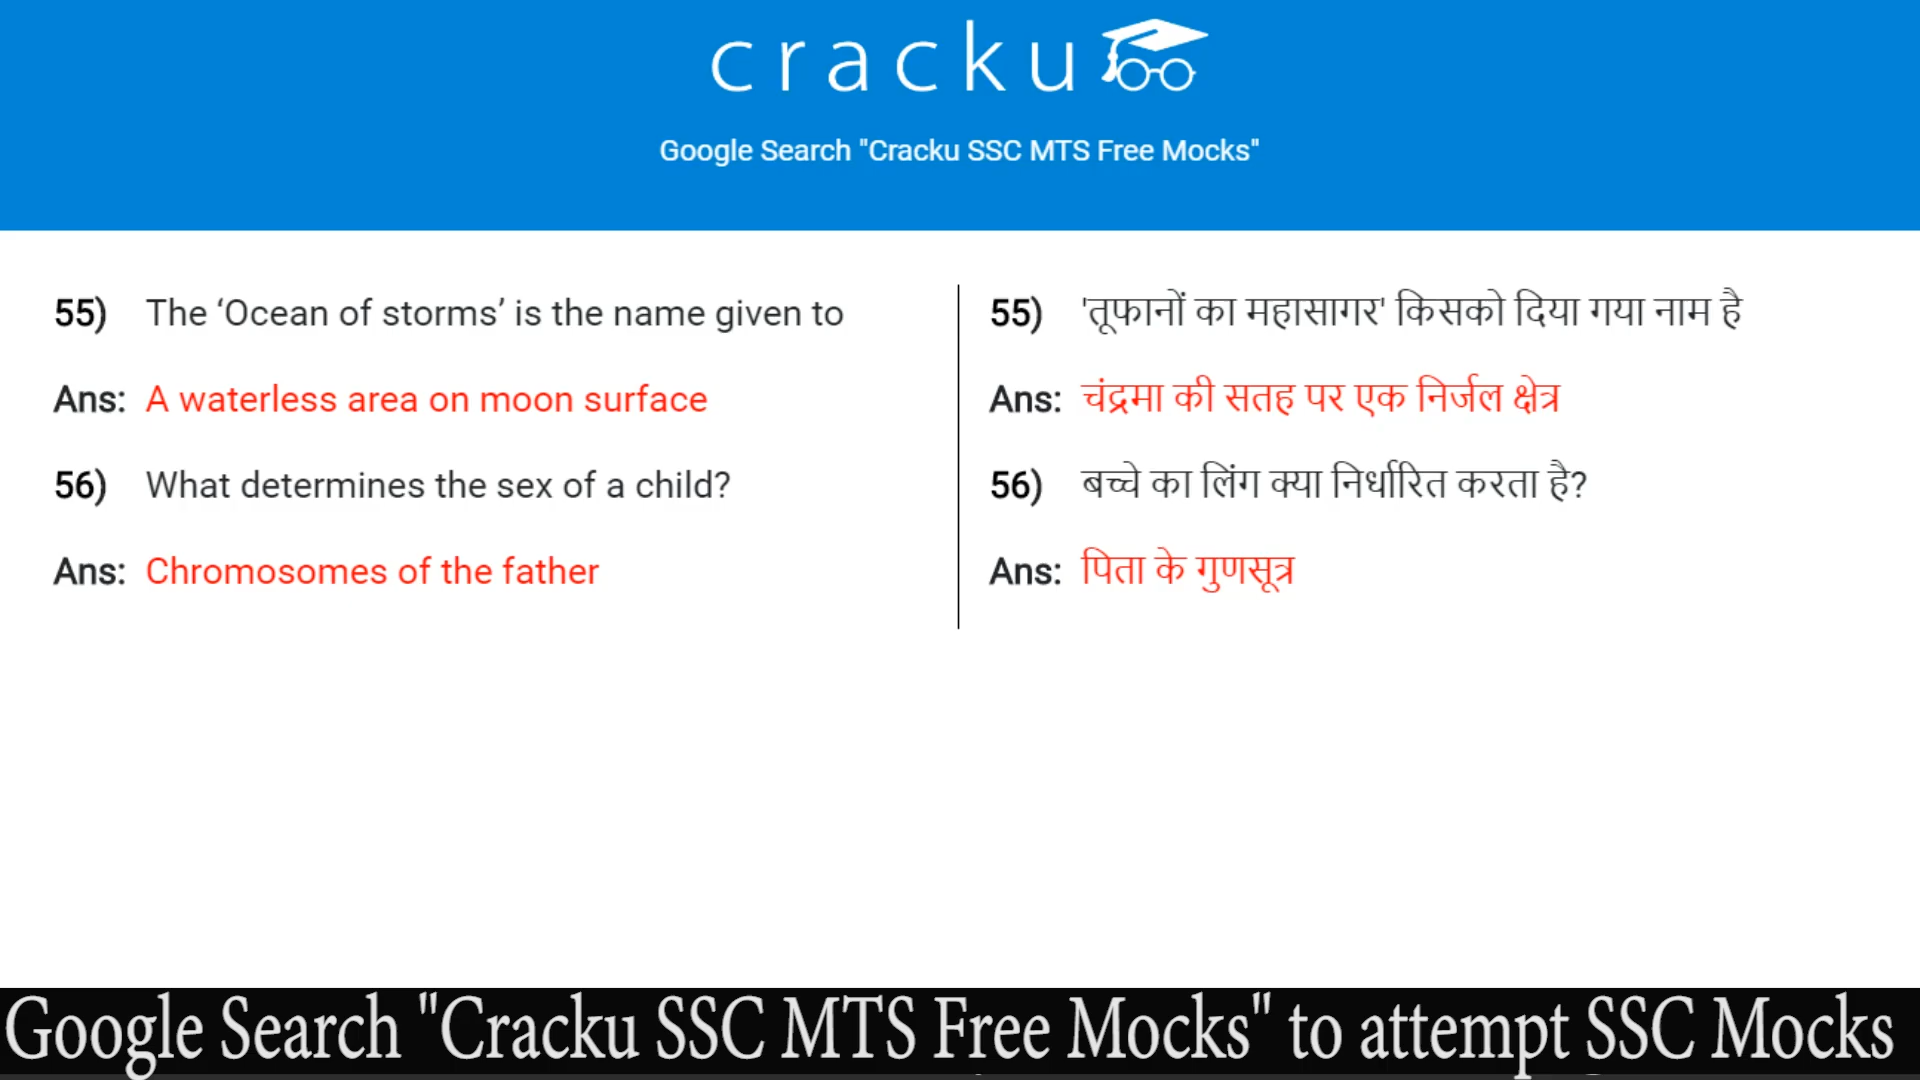 cracku
Google Search "Cracku SSC MTS Free Mocks"
55) The ‘Ocean of storms’ is the name given to
Ans: A waterless area on moon surface
56) What determines the sex of a child?
Ans: Chromosomes of the father
55) 'तूफानों का महासागर' किसको दिया गया नाम है
Ans: चंद्रमा की सतह पर एक निर्जल क्षेत्र
56) बच्चे का लिंग क्या निर्धारित करता है?
Ans: पिता के गुणसूत्र
Google Search "Cracku SSC MTS Free Mocks" to attempt SSC Mocks